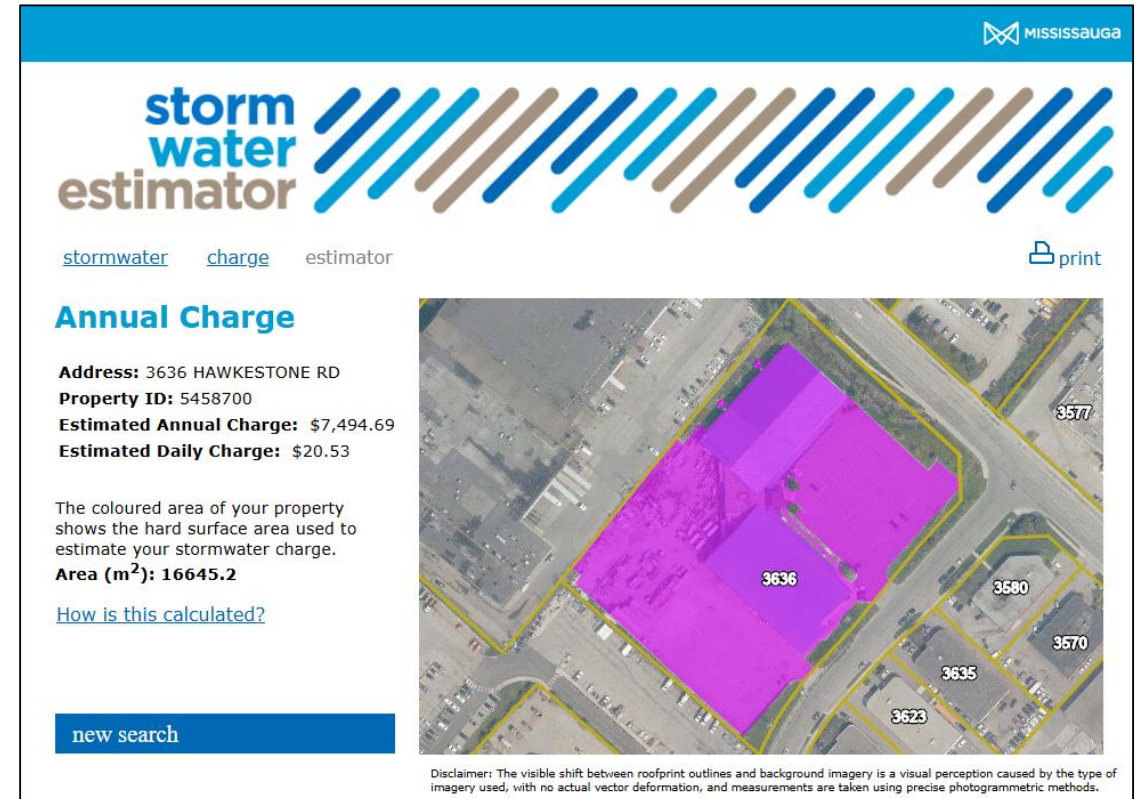 MISSISSAUGA
storm
water
estimator
stormwater charge estimator
print
Annual Charge
Address: 3636 HAWKESTONE RD
Property ID: 5458700
Estimated Annual Charge: $7,494.69
Estimated Daily Charge: $20.53
The coloured area of your property
shows the hard surface area used to
estimate your stormwater charge.
Area (m²): 16645.2
How is this calculated?
new search
3577
3636
3580
3570
3635
3623
Disclaimer: The visible shift between roofprint outlines and background imagery is a visual perception caused by the type of
imagery used, with no actual vector deformation, and measurements are taken using precise photogrammetric methods.